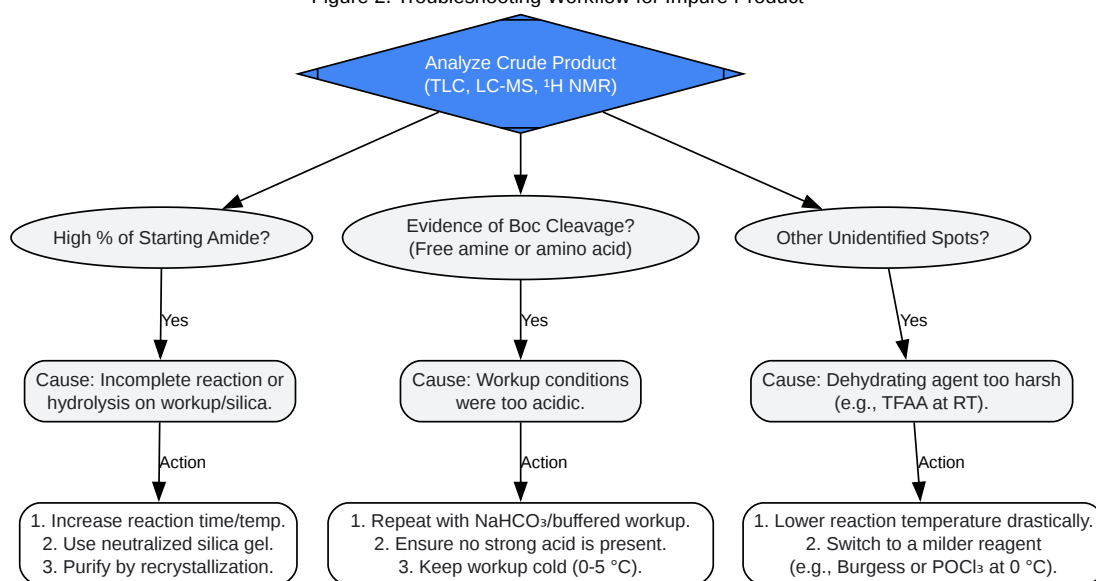 Figure 2. Troubleshooting Workflow for Impure Product
Analyze Crude Product
(TLC, LC-MS, ¹H NMR)
High % of Starting Amide?
Evidence of Boc Cleavage?
(Free amine or amino acid)
Other Unidentified Spots?
Yes
Yes
Yes
Cause: Incomplete reaction or
hydrolysis on workup/silica.
Cause: Workup conditions
were too acidic.
Cause: Dehydrating agent too harsh
(e.g., TFAA at RT).
Action
Action
Action
1. Increase reaction time/temp.
2. Use neutralized silica gel.
3. Purify by recrystallization.
1. Repeat with NaHCO₃/buffered workup.
2. Ensure no strong acid is present.
3. Keep workup cold (0-5 °C).
1. Lower reaction temperature drastically.
2. Switch to a milder reagent
(e.g., Burgess or POCl₃ at 0 °C).